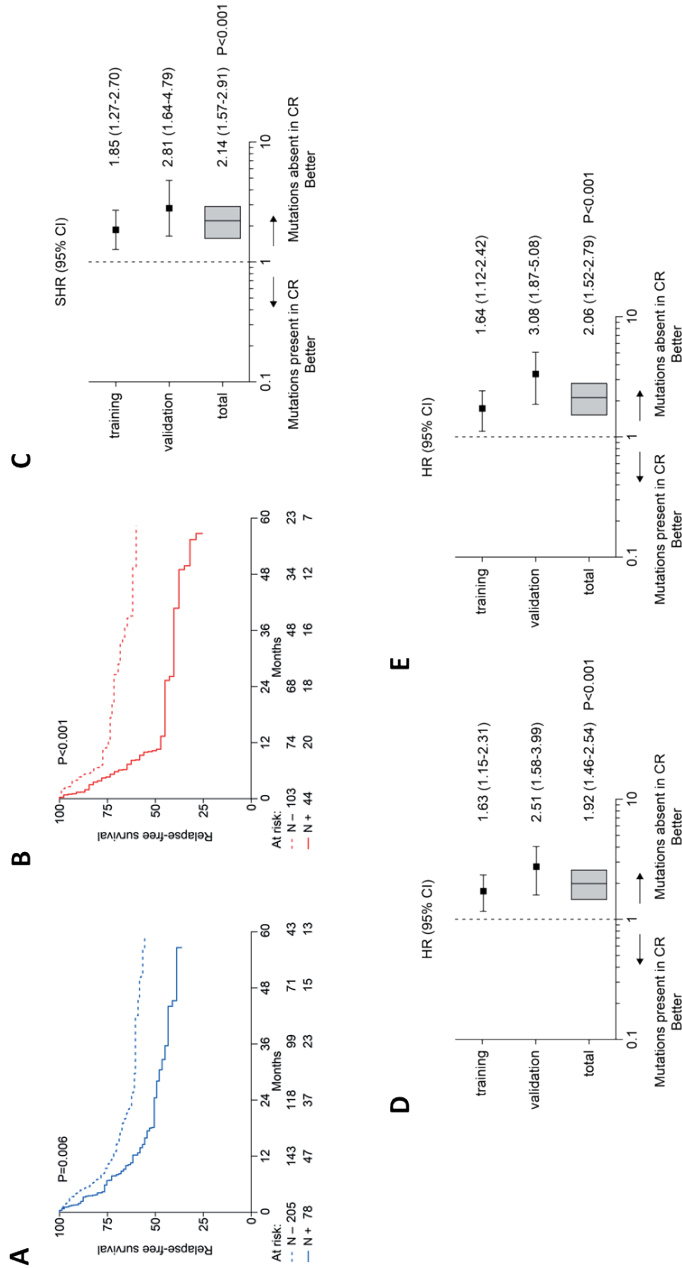 A
P=0.006
Relapse-free survival
100
75
50
25
0 12 24 36 48 60
Months
At risk:
N − 205 143 118 99 71 43
N + 78 47 37 23 15 13
B
P<0.001
Relapse-free survival
100
75
50
25
0 12 24 36 48 60
Months
At risk:
N − 103 74 68 48 34 23
N + 44 20 18 16 12 7
C
SHR (95% CI)
training 1.85 (1.27-2.70)
validation 2.81 (1.64-4.79)
total 2.14 (1.57-2.91) P<0.001
0.1 1 10
Mutations present in CR Mutations absent in CR
Better Better
D
HR (95% CI)
training 1.63 (1.15-2.31)
validation 2.51 (1.58-3.99)
total 1.92 (1.46-2.54) P<0.001
0.1 1 10
Mutations present in CR Mutations absent in CR
Better Better
E
HR (95% CI)
training 1.64 (1.12-2.42)
validation 3.08 (1.87-5.08)
total 2.06 (1.52-2.79) P<0.001
0.1 1 10
Mutations present in CR Mutations absent in CR
Better Better